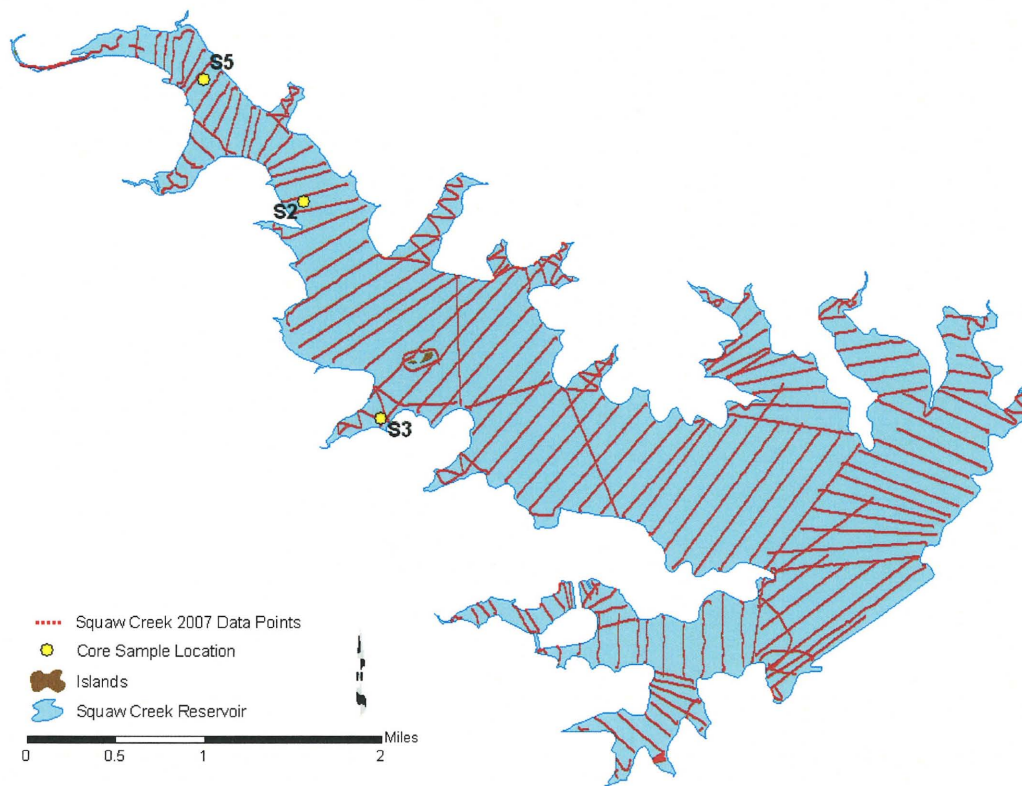 S5
S2
S3
Squaw Creek 2007 Data Points
Core Sample Location
Islands
Squaw Creek Reservoir
Miles
0 0.5 1 2